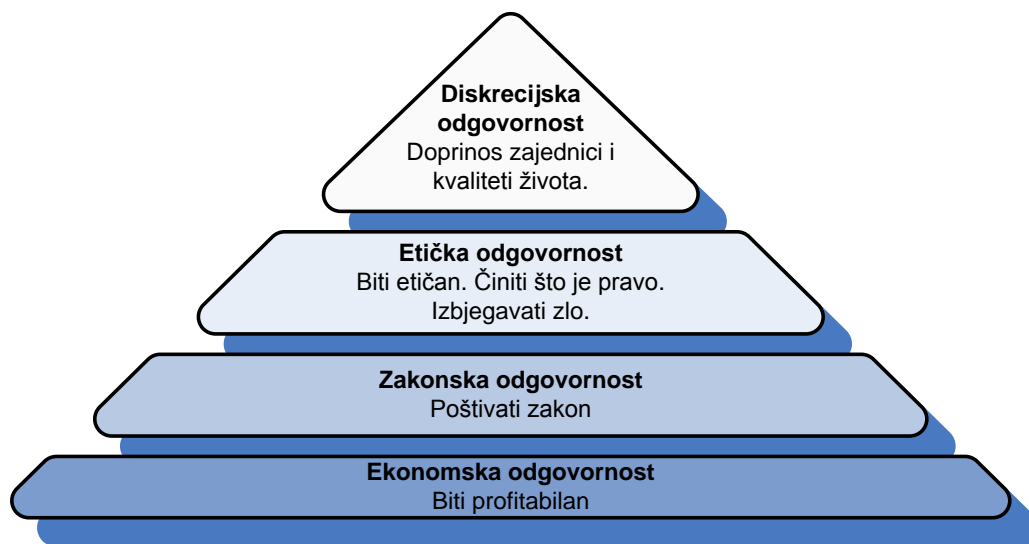 Diskrecijska
odgovornost
Doprinos zajednici i
kvaliteti života.
Etička odgovornost
Biti etičan. Činiti što je pravo.
Izbjegavati zlo.
Zakonska odgovornost
Poštivati zakon
Ekonomska odgovornost
Biti profitabilan